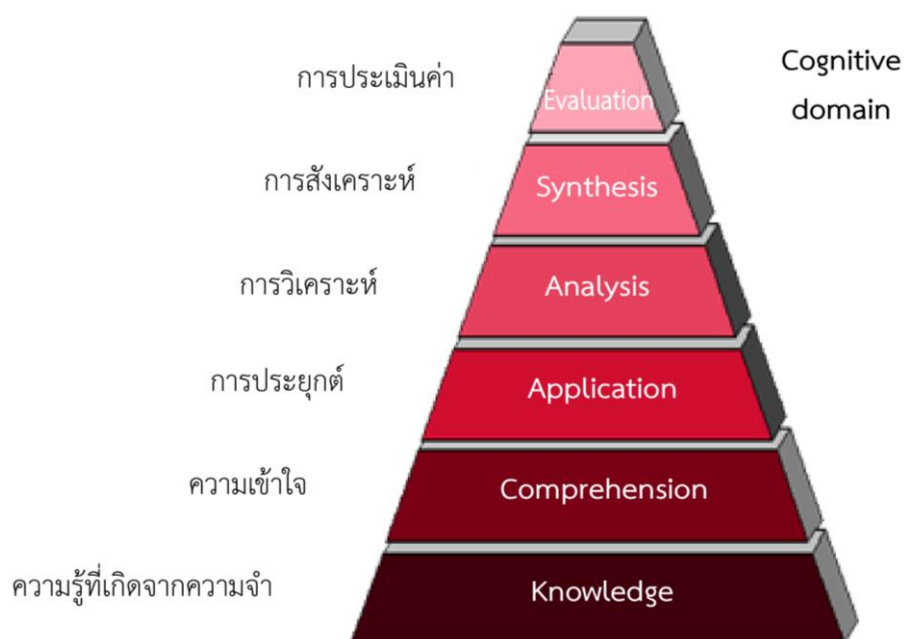 Cognitive
domain
การประเมินค่า
Evaluation
การสังเคราะห์
Synthesis
การวิเคราะห์
Analysis
การประยุกต์
Application
ความเข้าใจ
Comprehension
ความรู้ที่เกิดจากความจำ
Knowledge